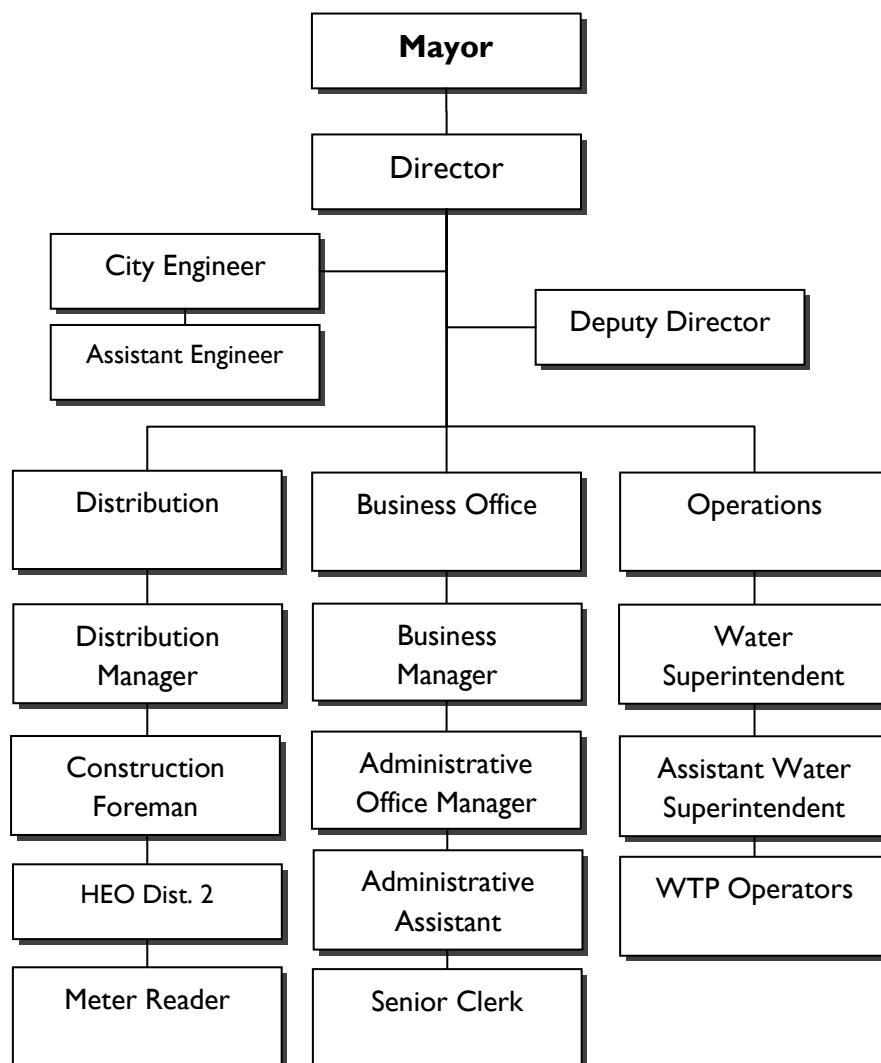 Mayor
Director
City Engineer
Assistant Engineer
Deputy Director
Distribution
Business Office
Operations
Distribution
Manager
Business
Manager
Water
Superintendent
Construction
Foreman
Administrative
Office Manager
Assistant Water
Superintendent
HEO Dist. 2
Administrative
Assistant
WTP Operators
Meter Reader
Senior Clerk